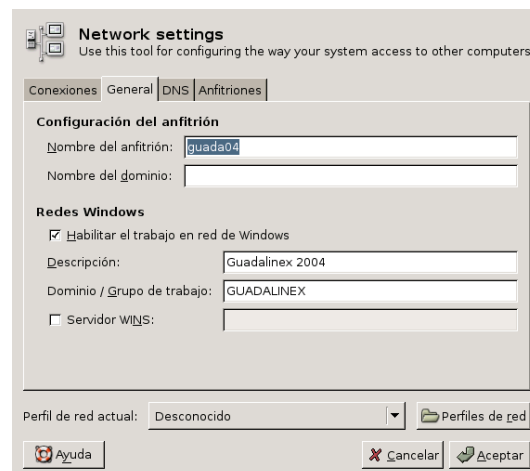 Network settings
Use this tool for configuring the way your system access to other computers
Conexiones General DNS Anfitriones
Configuración del anfitrión
Nombre del anfitrión: guada04
Nombre del dominio:
Redes Windows
Habilitar el trabajo en red de Windows
Descripción: Guadalinex 2004
Dominio / Grupo de trabajo: GUADALINEX
Servidor WINS:
Perfil de red actual: Desconocido Perfiles de red
Ayuda Cancelar Aceptar